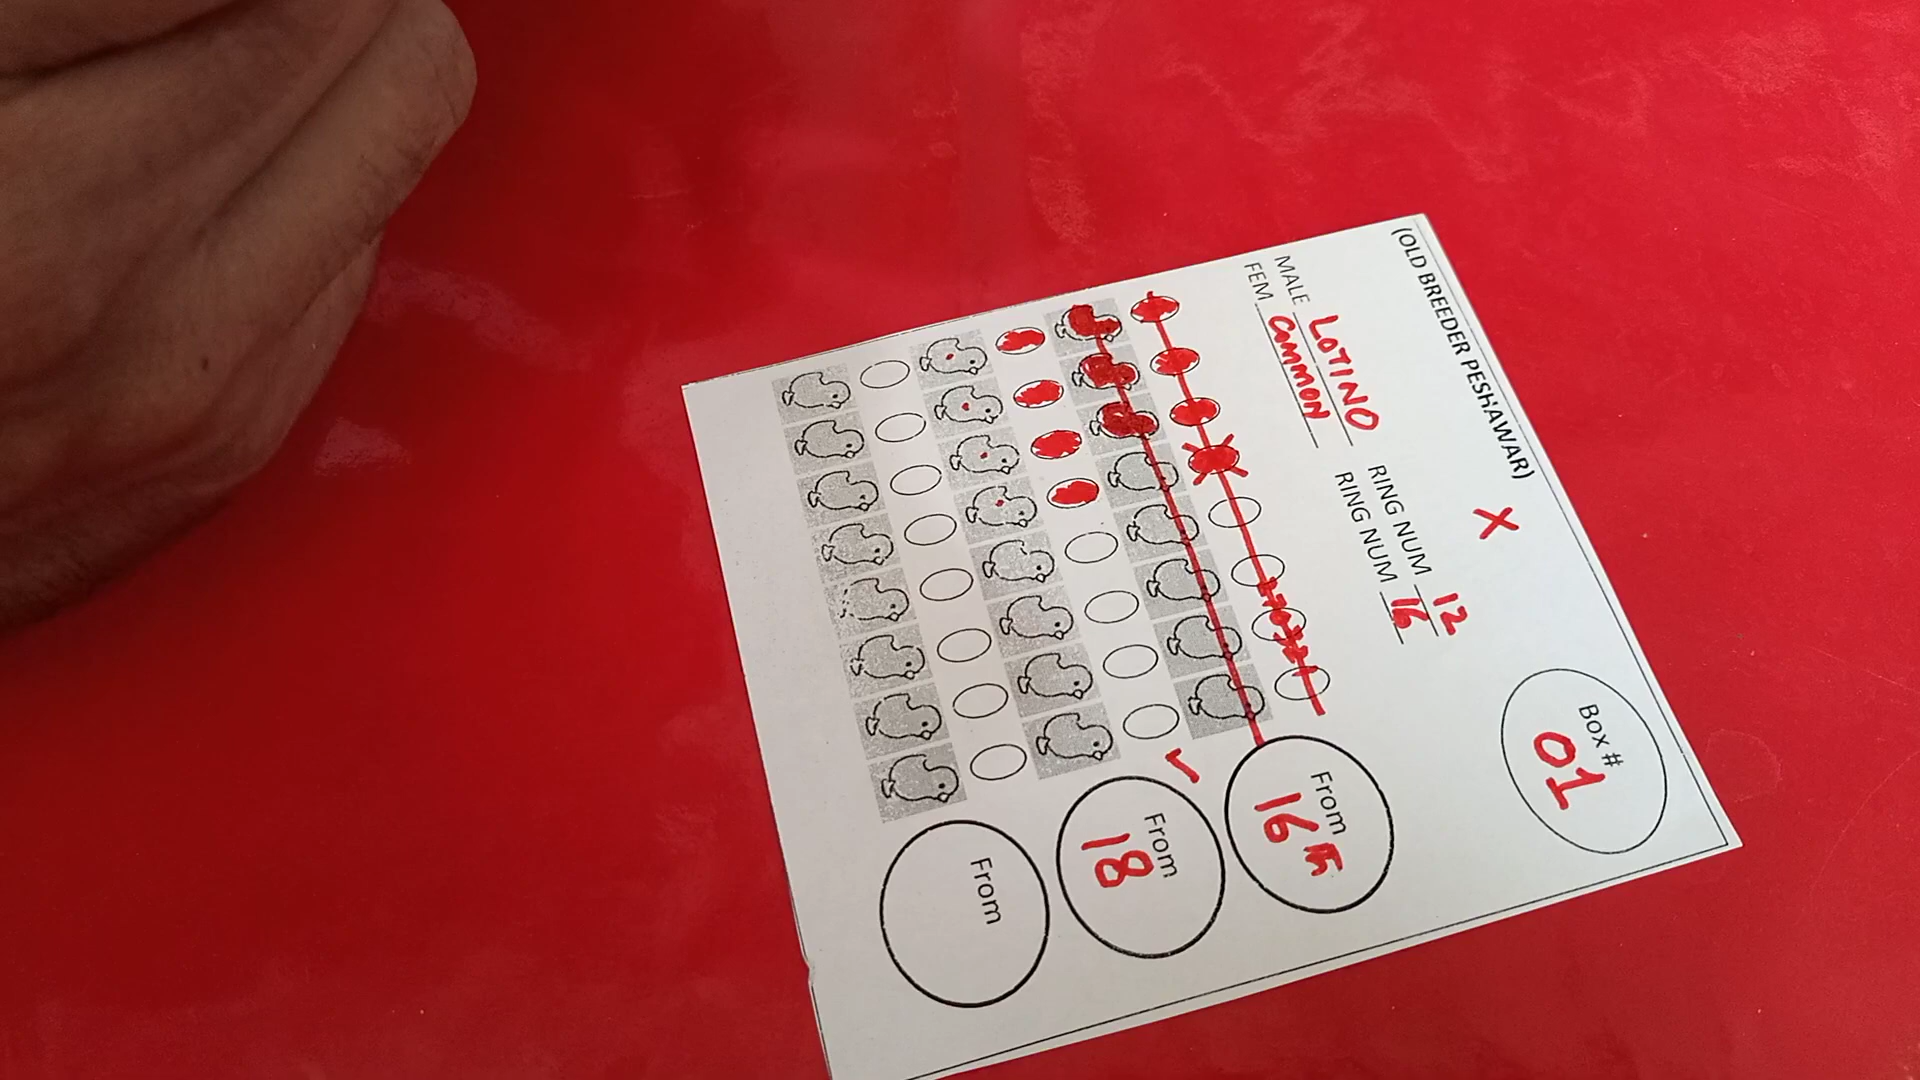 (OLD BREEDER PESHAWAR)
X
MALE LOTINO RING NUM 12
FEM COMMON RING NUM 16
Box #
01
From
16
From
18
From